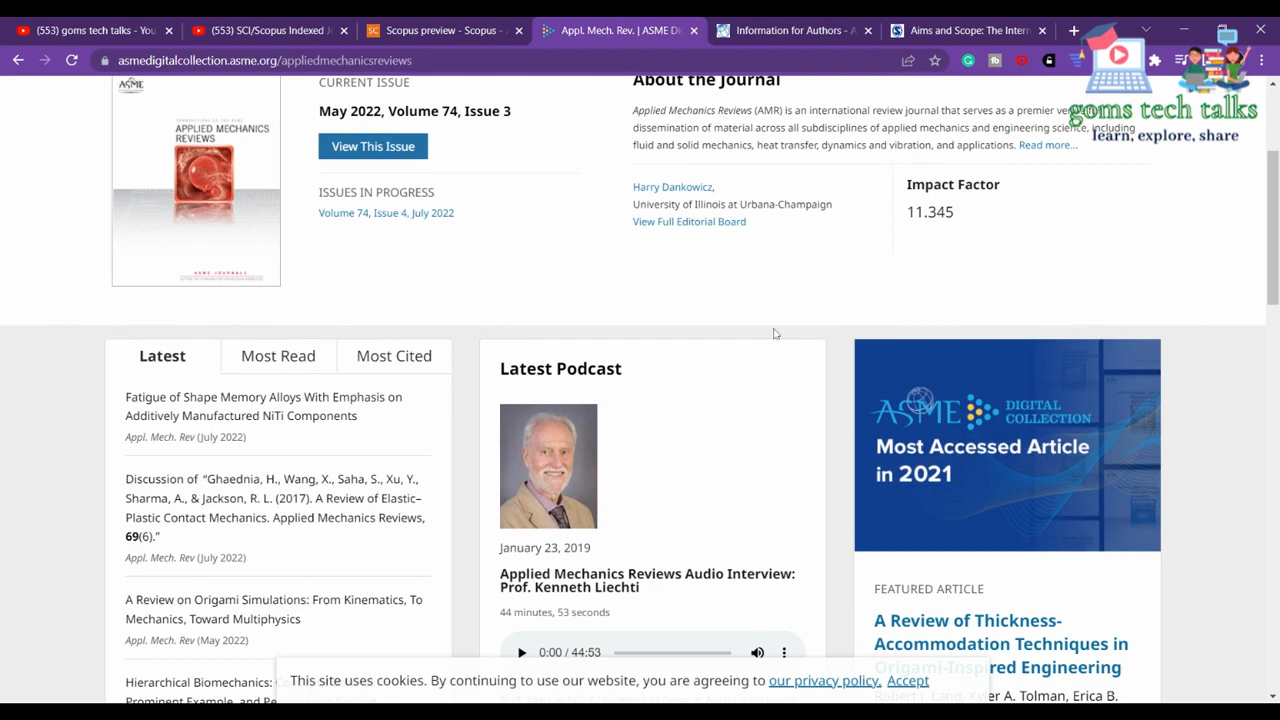 (553) goms tech talks - You
(553) SCI/Scopus Indexed J
SC Scopus preview - Scopus -
Appl. Mech. Rev. | ASME Di
Information for Authors - A
Aims and Scope: The Intern
asmedigitalcollection.asme.org/appliedmechanicsreviews
goms tech talks
learn, explore, share
ASME
APPLIED MECHANICS
REVIEWS
CURRENT ISSUE
May 2022, Volume 74, Issue 3
View This Issue
ISSUES IN PROGRESS
Volume 74, Issue 4, July 2022
About the Journal
Applied Mechanics Reviews (AMR) is an international review journal that serves as a premier
dissemination of material across all subdisciplines of applied mechanics and engineering science, including
fluid and solid mechanics, heat transfer, dynamics and vibration, and applications. Read more...
Harry Dankowicz,
University of Illinois at Urbana-Champaign
View Full Editorial Board
Impact Factor
11.345
Latest
Most Read
Most Cited
Fatigue of Shape Memory Alloys With Emphasis on
Additively Manufactured NiTi Components
Appl. Mech. Rev (July 2022)
Discussion of “Ghaednia, H., Wang, X., Saha, S., Xu, Y.,
Sharma, A., & Jackson, R. L. (2017). A Review of Elastic–
Plastic Contact Mechanics. Applied Mechanics Reviews,
69(6).”
Appl. Mech. Rev (July 2022)
A Review on Origami Simulations: From Kinematics, To
Mechanics, Toward Multiphysics
Appl. Mech. Rev (May 2022)
Hierarchical Biomechanics:
Prominent Example, and
Latest Podcast
January 23, 2019
Applied Mechanics Reviews Audio Interview:
Prof. Kenneth Liechti
44 minutes, 53 seconds
0:00 / 44:53
ASME DIGITAL
COLLECTION
Most Accessed Article
in 2021
FEATURED ARTICLE
A Review of Thickness-
Accommodation Techniques in
Origami-Inspired Engineering
Robert J. Lang, Kyler A. Tolman, Erica B.
This site uses cookies. By continuing to use our website, you are agreeing to our privacy policy. Accept